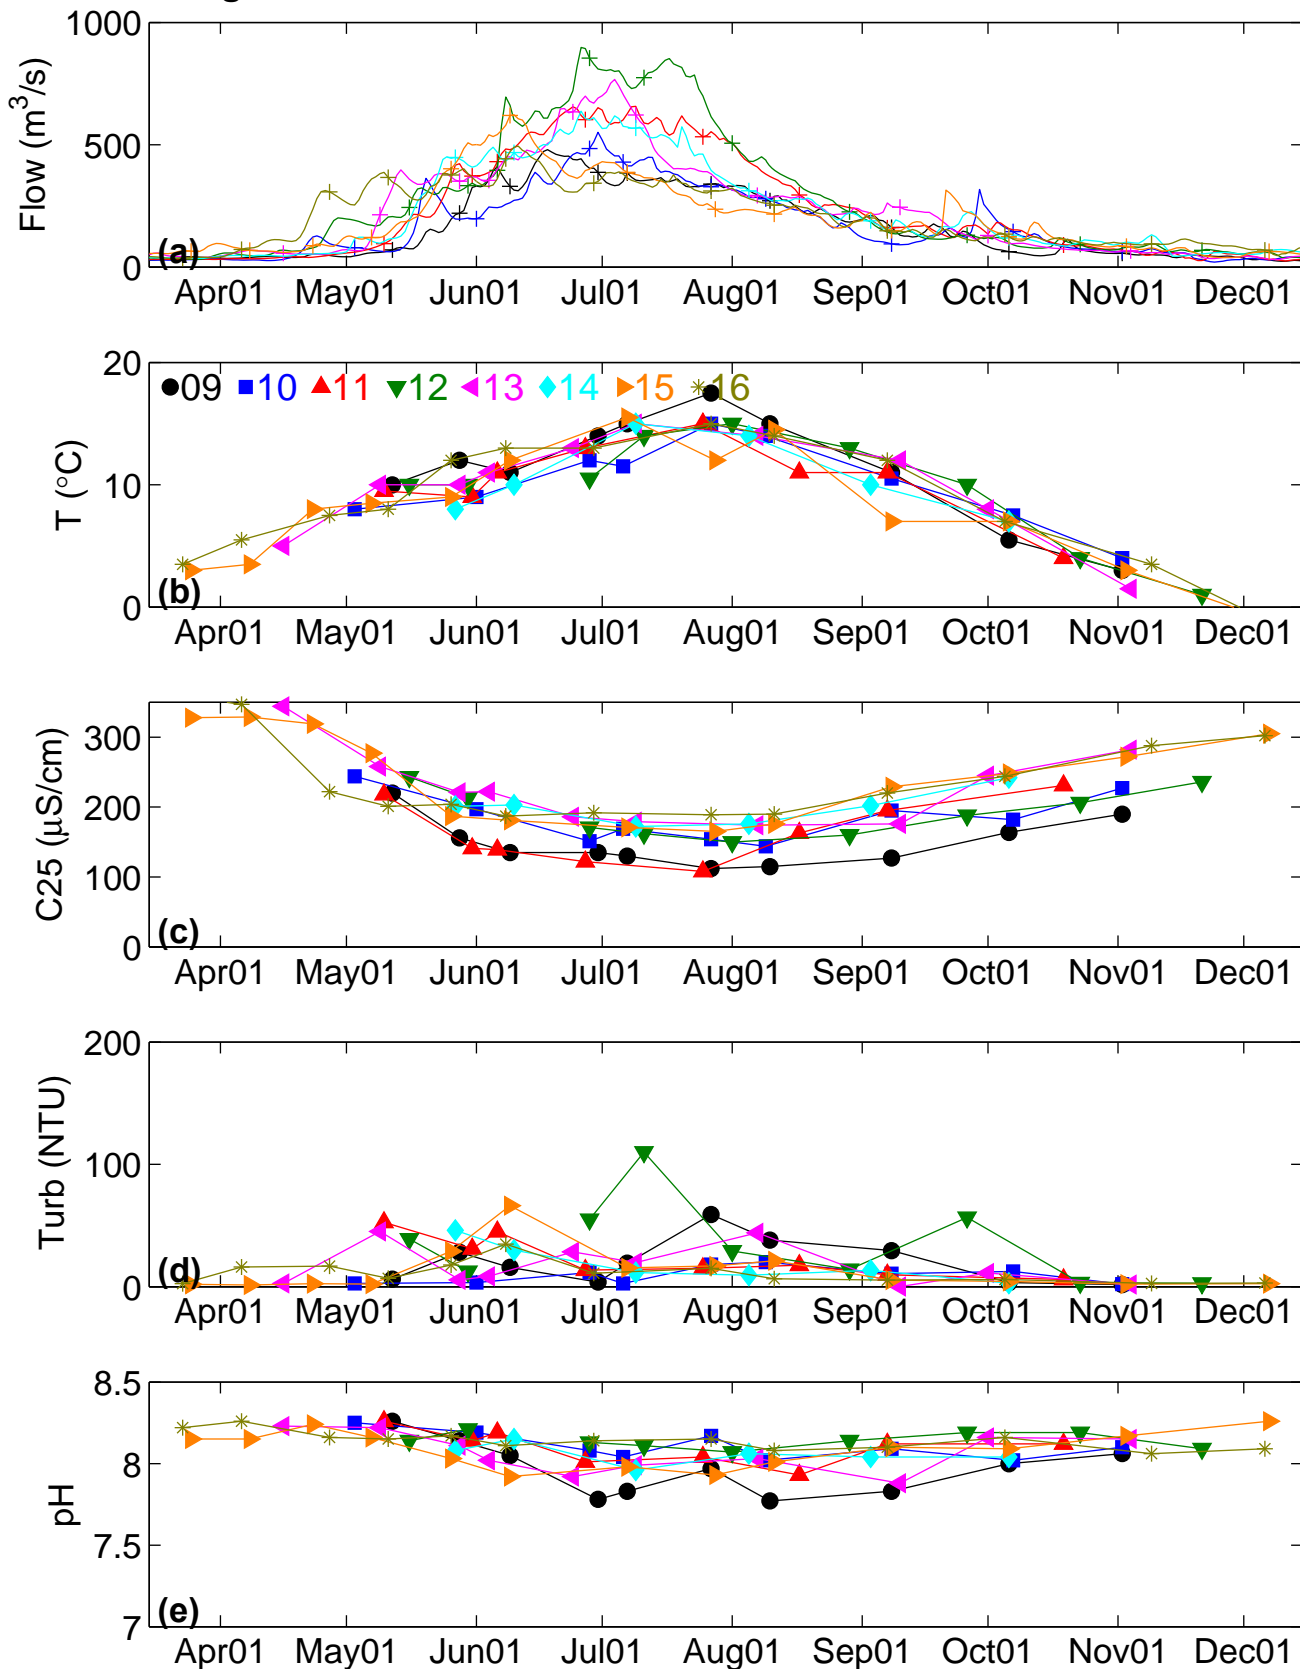 1000
500
0
Flow (m³/s)
(a)
Apr01 May01 Jun01 Jul01 Aug01 Sep01 Oct01 Nov01 Dec01
20
10
0
T (°C)
09 10 11 12 13 14 15 16
(b)
Apr01 May01 Jun01 Jul01 Aug01 Sep01 Oct01 Nov01 Dec01
300
200
100
0
C25 (µS/cm)
(c)
Apr01 May01 Jun01 Jul01 Aug01 Sep01 Oct01 Nov01 Dec01
200
100
0
Turb (NTU)
(d)
Apr01 May01 Jun01 Jul01 Aug01 Sep01 Oct01 Nov01 Dec01
8.5
8
7.5
7
pH
(e)
Apr01 May01 Jun01 Jul01 Aug01 Sep01 Oct01 Nov01 Dec01